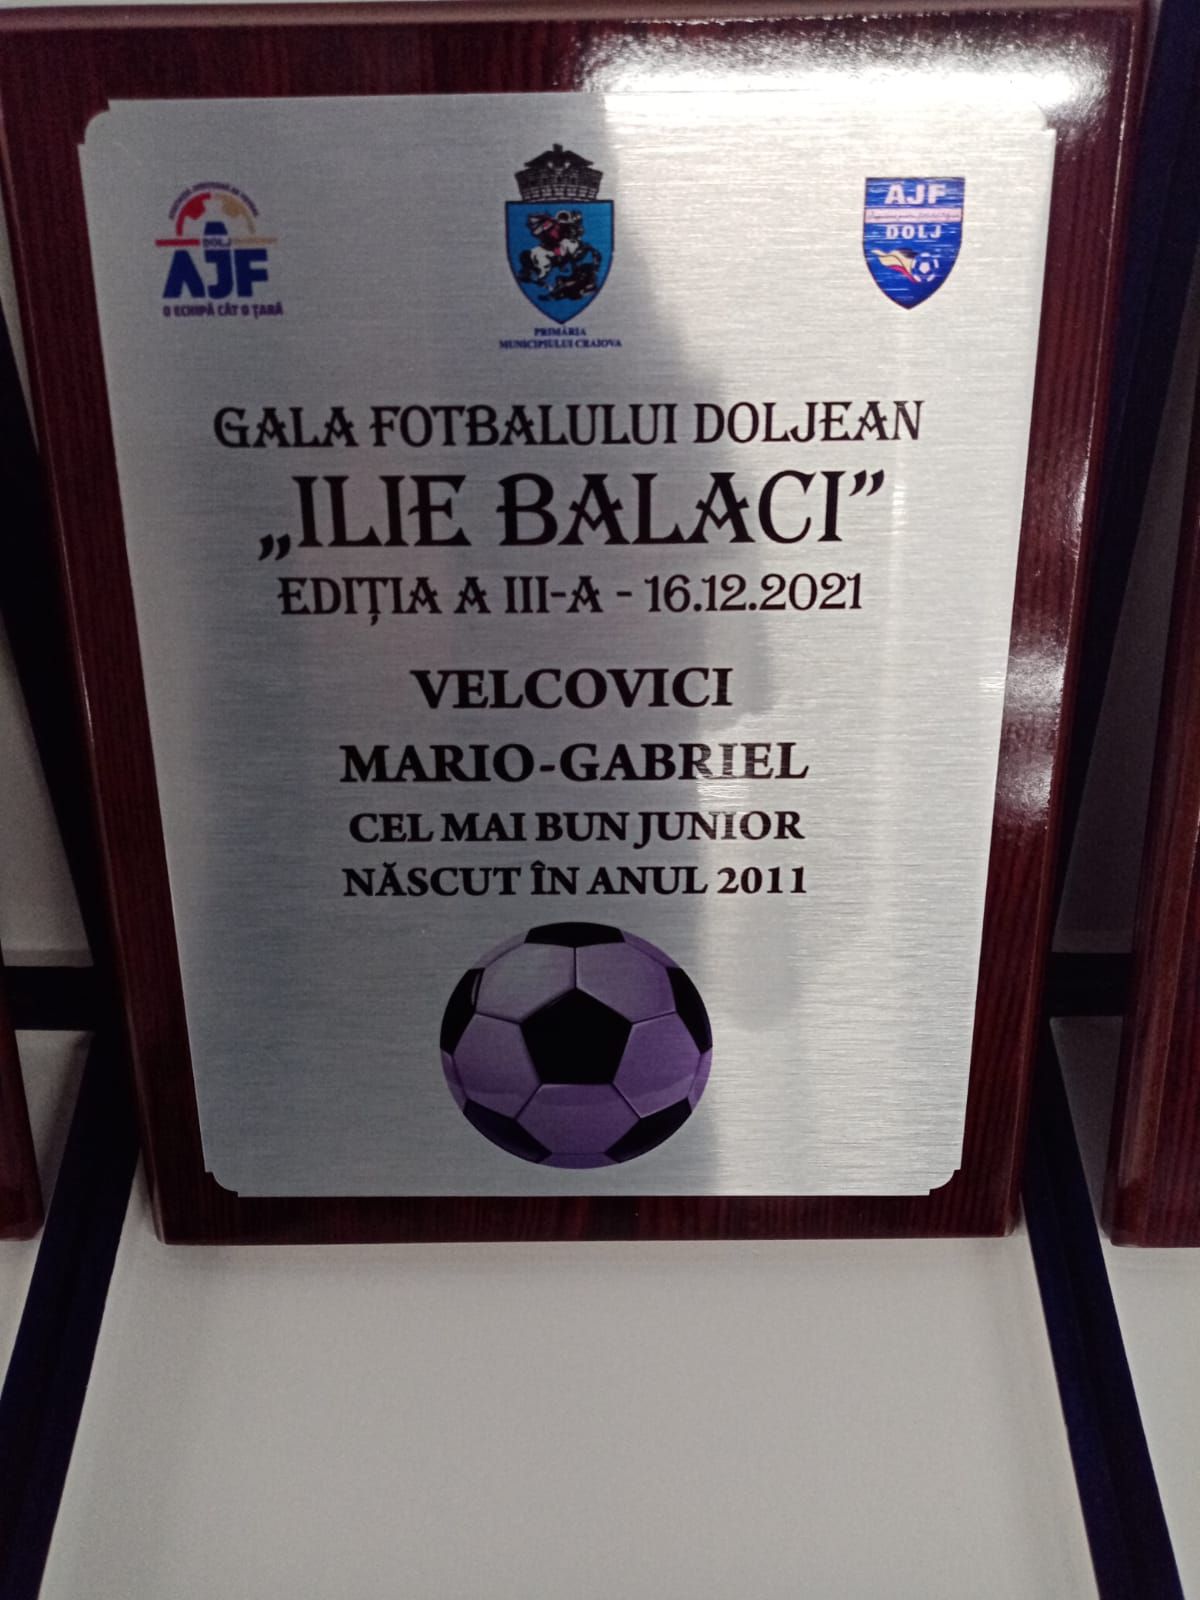 DOLJ
AJF
O ECHIPĂ CÂT O ȚARĂ
PRIMĂRIA
MUNICIPIULUI CRAIOVA
AJF
DOLJ
GALA FOTBALULUI DOLJEAN
„ILIE BALACI”
EDIȚIA A III-A - 16.12.2021
VELCOVICI
MARIO-GABRIEL
CEL MAI BUN JUNIOR
NĂSCUT ÎN ANUL 2011